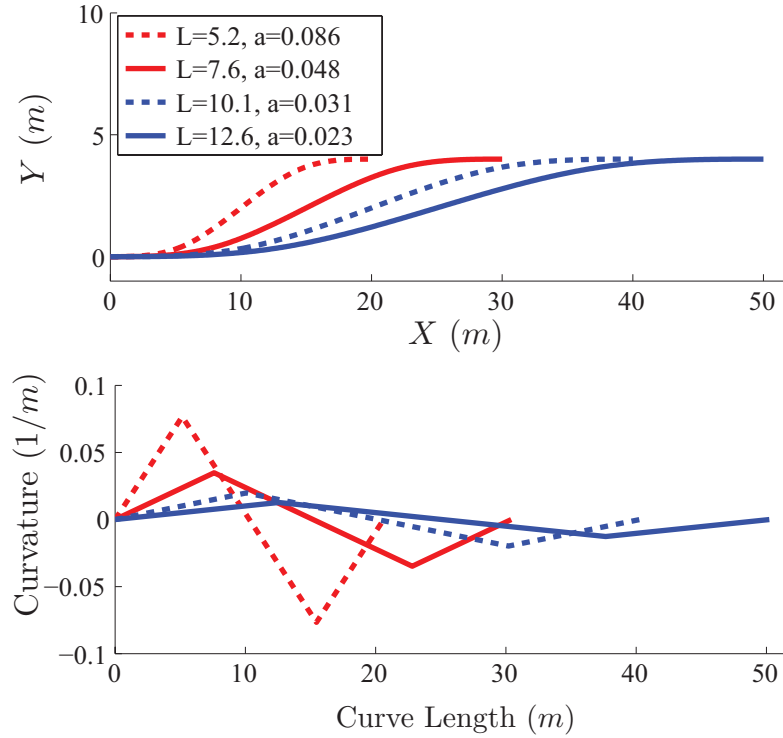 10
5
0
Y (m)
L=5.2, a=0.086
L=7.6, a=0.048
L=10.1, a=0.031
L=12.6, a=0.023
0 10 20 30 40 50
X (m)
0.1
0.05
0
−0.05
−0.1
Curvature (1/m)
0 10 20 30 40 50
Curve Length (m)